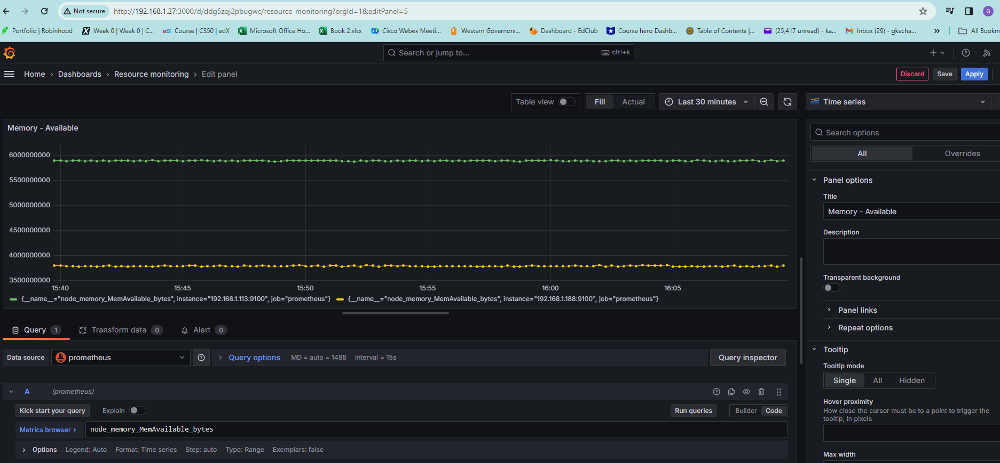 Not secure http://192.168.1.27:3000/d/ddg5zqj2pbugwc/resource-monitoring?orgId=1&editPanel=5 G
Portfolio | Robinhood Week 0 | Week 0 | C... edX Course | CS50 | edX Microsoft Office Ho... Book 2.xlsx Cisco Webex Meeti... Western Governors... Dashboard - EdClub Course hero Dashb... Table of Contents |... (25,417 unread) - ka... Inbox (29) - gkacha... » All Bookm
Search or jump to... ctrl+k
Home › Dashboards › Resource monitoring › Edit panel Discard Save Apply
Table view Fill Actual Last 30 minutes Time series
Memory - Available
6000000000
5500000000
5000000000
4500000000
4000000000
3500000000
15:40 15:45 15:50 15:55 16:00 16:05
{__name__="node_memory_MemAvailable_bytes", instance="192.168.1.113:9100", job="prometheus"} {__name__="node_memory_MemAvailable_bytes", instance="192.168.1.188:9100", job="prometheus"}
Query 1 Transform data 0 Alert 0
Data source prometheus Query options MD = auto = 1488 Interval = 15s Query inspector
A (prometheus)
Kick start your query Explain Run queries Builder Code
Metrics browser > node_memory_MemAvailable_bytes
Options Legend: Auto Format: Time series Step: auto Type: Range Exemplars: false
Search options
All Overrides
Panel options
Title
Memory - Available
Description
Transparent background
Panel links
Repeat options
Tooltip
Tooltip mode
Single All Hidden
Hover proximity
How close the cursor must be to a point to trigger the
tooltip, in pixels
Max width